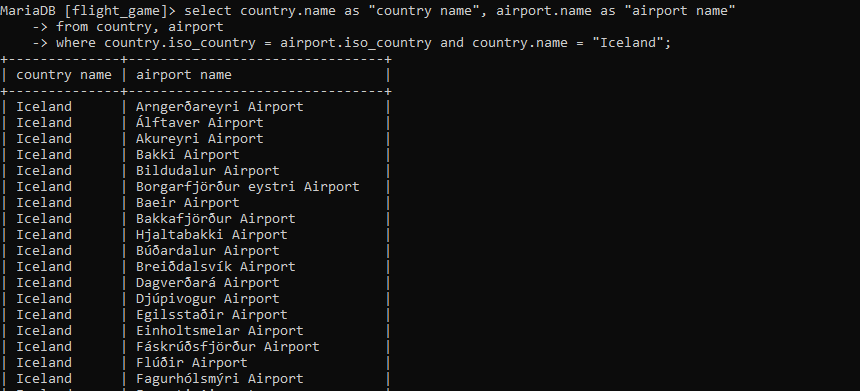 MariaDB [flight_game]> select country.name as "country name", airport.name as "airport name"
    -> from country, airport
    -> where country.iso_country = airport.iso_country and country.name = "Iceland";
+--------------+--------------------------------+
| country name | airport name                   |
+--------------+--------------------------------+
| Iceland      | Arngerðareyri Airport          |
| Iceland      | Álftaver Airport               |
| Iceland      | Akureyri Airport               |
| Iceland      | Bakki Airport                  |
| Iceland      | Bildudalur Airport             |
| Iceland      | Borgarfjörður eystri Airport   |
| Iceland      | Baeir Airport                  |
| Iceland      | Bakkafjörður Airport           |
| Iceland      | Hjaltabakki Airport            |
| Iceland      | Búðardalur Airport             |
| Iceland      | Breiðdalsvík Airport           |
| Iceland      | Dagverðará Airport             |
| Iceland      | Djúpivogur Airport             |
| Iceland      | Egilsstaðir Airport            |
| Iceland      | Einholtsmelar Airport          |
| Iceland      | Fáskrúðsfjörður Airport        |
| Iceland      | Flúðir Airport                 |
| Iceland      | Fagurhólsmýri Airport          |